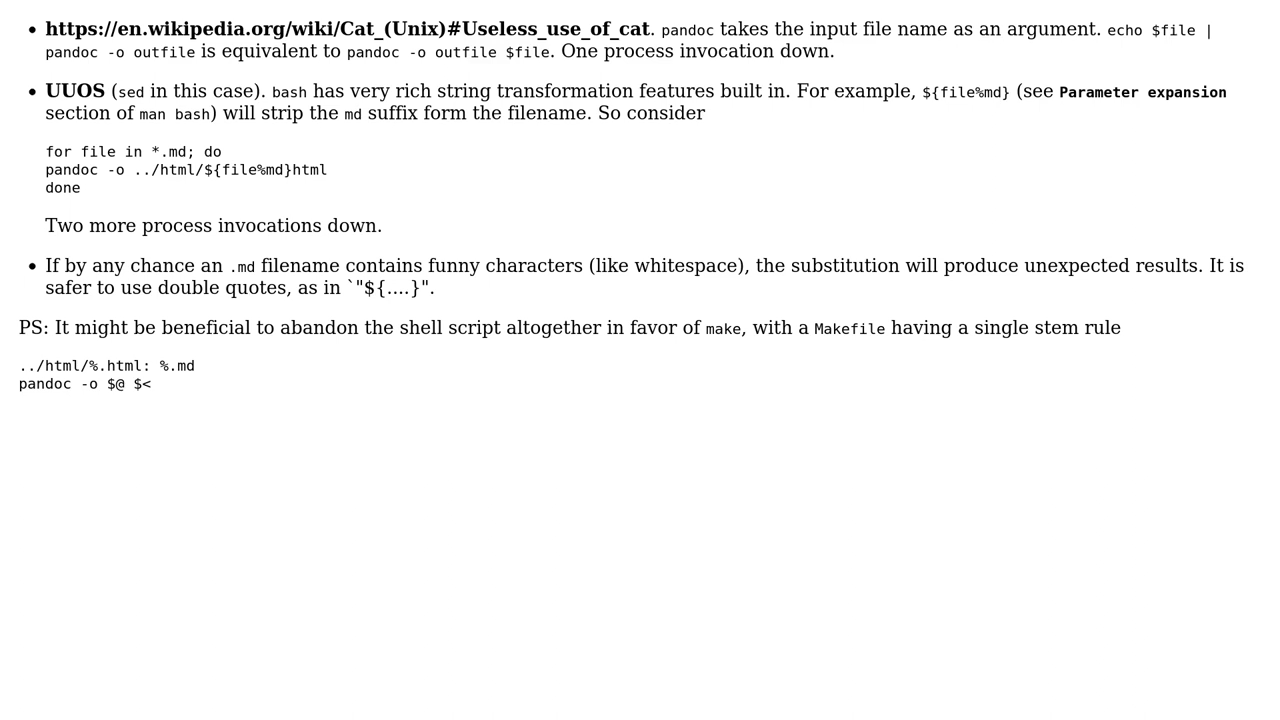 • https://en.wikipedia.org/wiki/Cat_(Unix)#Useless_use_of_cat. pandoc takes the input file name as an argument. echo $file |
pandoc -o outfile is equivalent to pandoc -o outfile $file. One process invocation down.
• UUOS (sed in this case). bash has very rich string transformation features built in. For example, ${file%md} (see Parameter expansion
section of man bash) will strip the md suffix form the filename. So consider
for file in *.md; do
pandoc -o ../html/${file%md}html
done
Two more process invocations down.
• If by any chance an .md filename contains funny characters (like whitespace), the substitution will produce unexpected results. It is
safer to use double quotes, as in `"${....}".
PS: It might be beneficial to abandon the shell script altogether in favor of make, with a Makefile having a single stem rule
../html/%.html: %.md
pandoc -o $@ $<